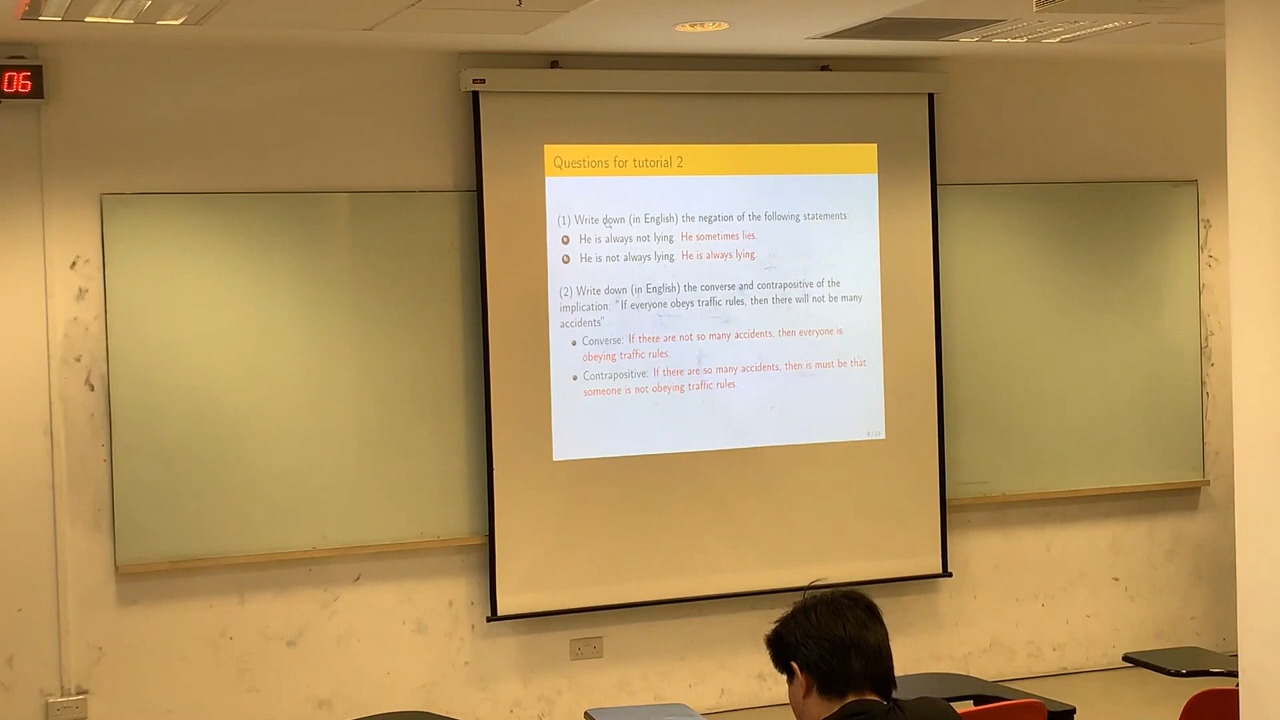 06
Questions for tutorial 2
(1) Write down (in English) the negation of the following statements:
He is always not lying. He sometimes lies.
He is not always lying. He is always lying.
(2) Write down (in English) the converse and contrapositive of the
implication: "If everyone obeys traffic rules, then there will not be many
accidents"
Converse: If there are not so many accidents, then everyone is
obeying traffic rules.
Contrapositive: If there are so many accidents, then is must be that
someone is not obeying traffic rules.